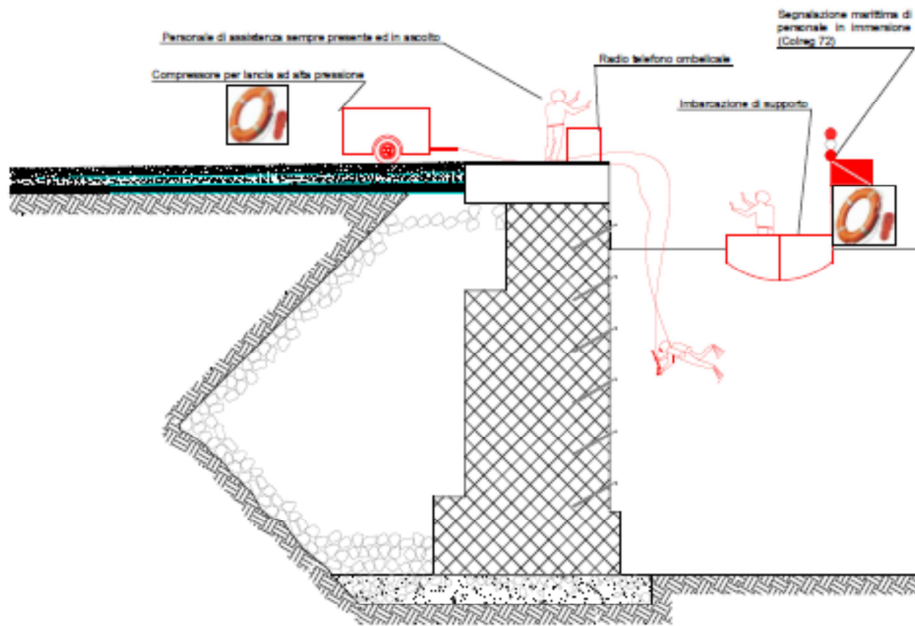 Segnalazione marittima di
personale in immersione
(Colreg 72)
Personale di assistenza sempre presente ed in ascolto
Radio telefono ombelicale
Compressore per lancia ad alta pressione
Imbarcazione di supporto